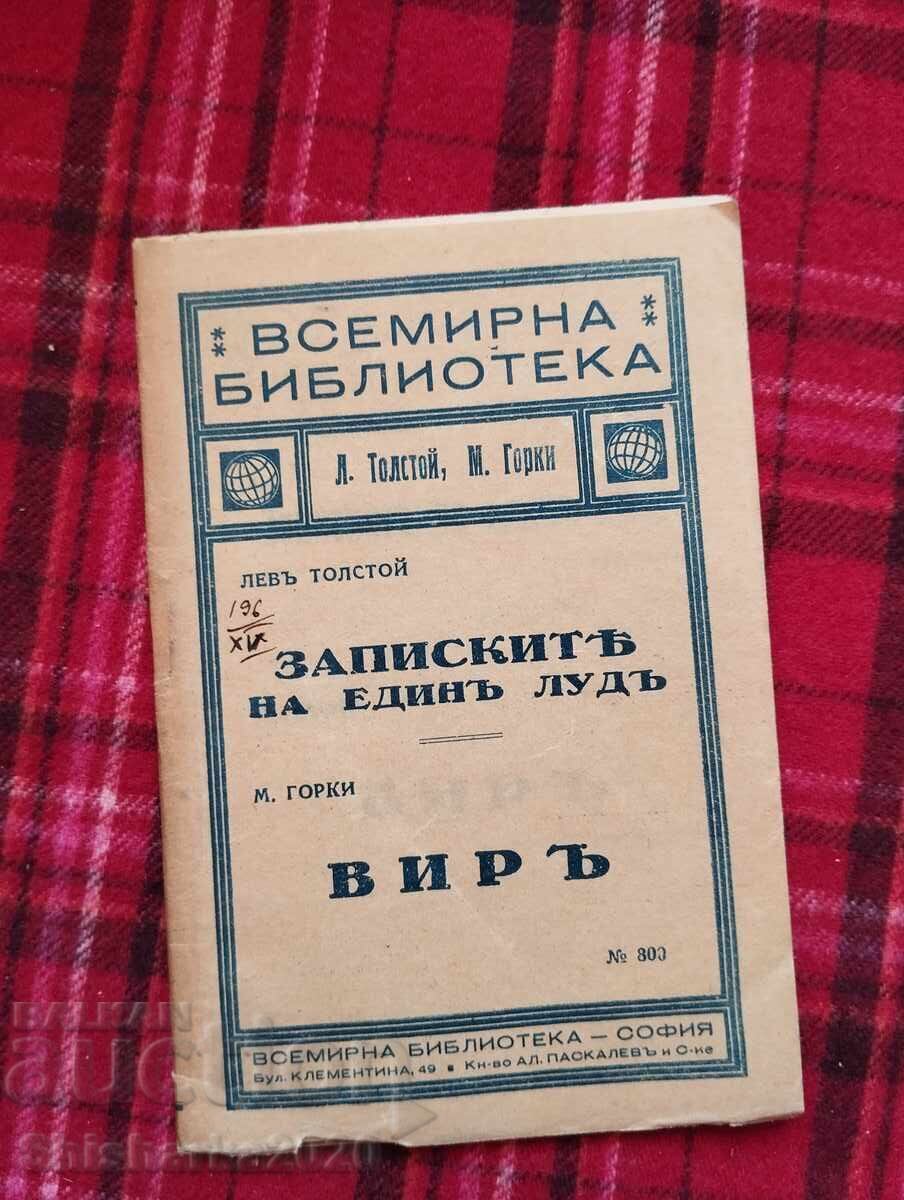 ВСЕМИРНА
БИБЛИОТЕКА
Л. Толстой, М. Горки
ЛЕВЪ ТОЛСТОЙ
196
XIX
ЗАПИСКИТѢ
НА ЕДИНЪ ЛУДЪ
М. ГОРКИ
ВИРЪ
№ 800
ВСЕМИРНА БИБЛИОТЕКА — СОФИЯ
Бул. КЛЕМЕНТИНА, 49 ▪ Кн-во АЛ. ПАСКАЛЕВЪ и С-ие
BALKAN
auction
Shisharka2020